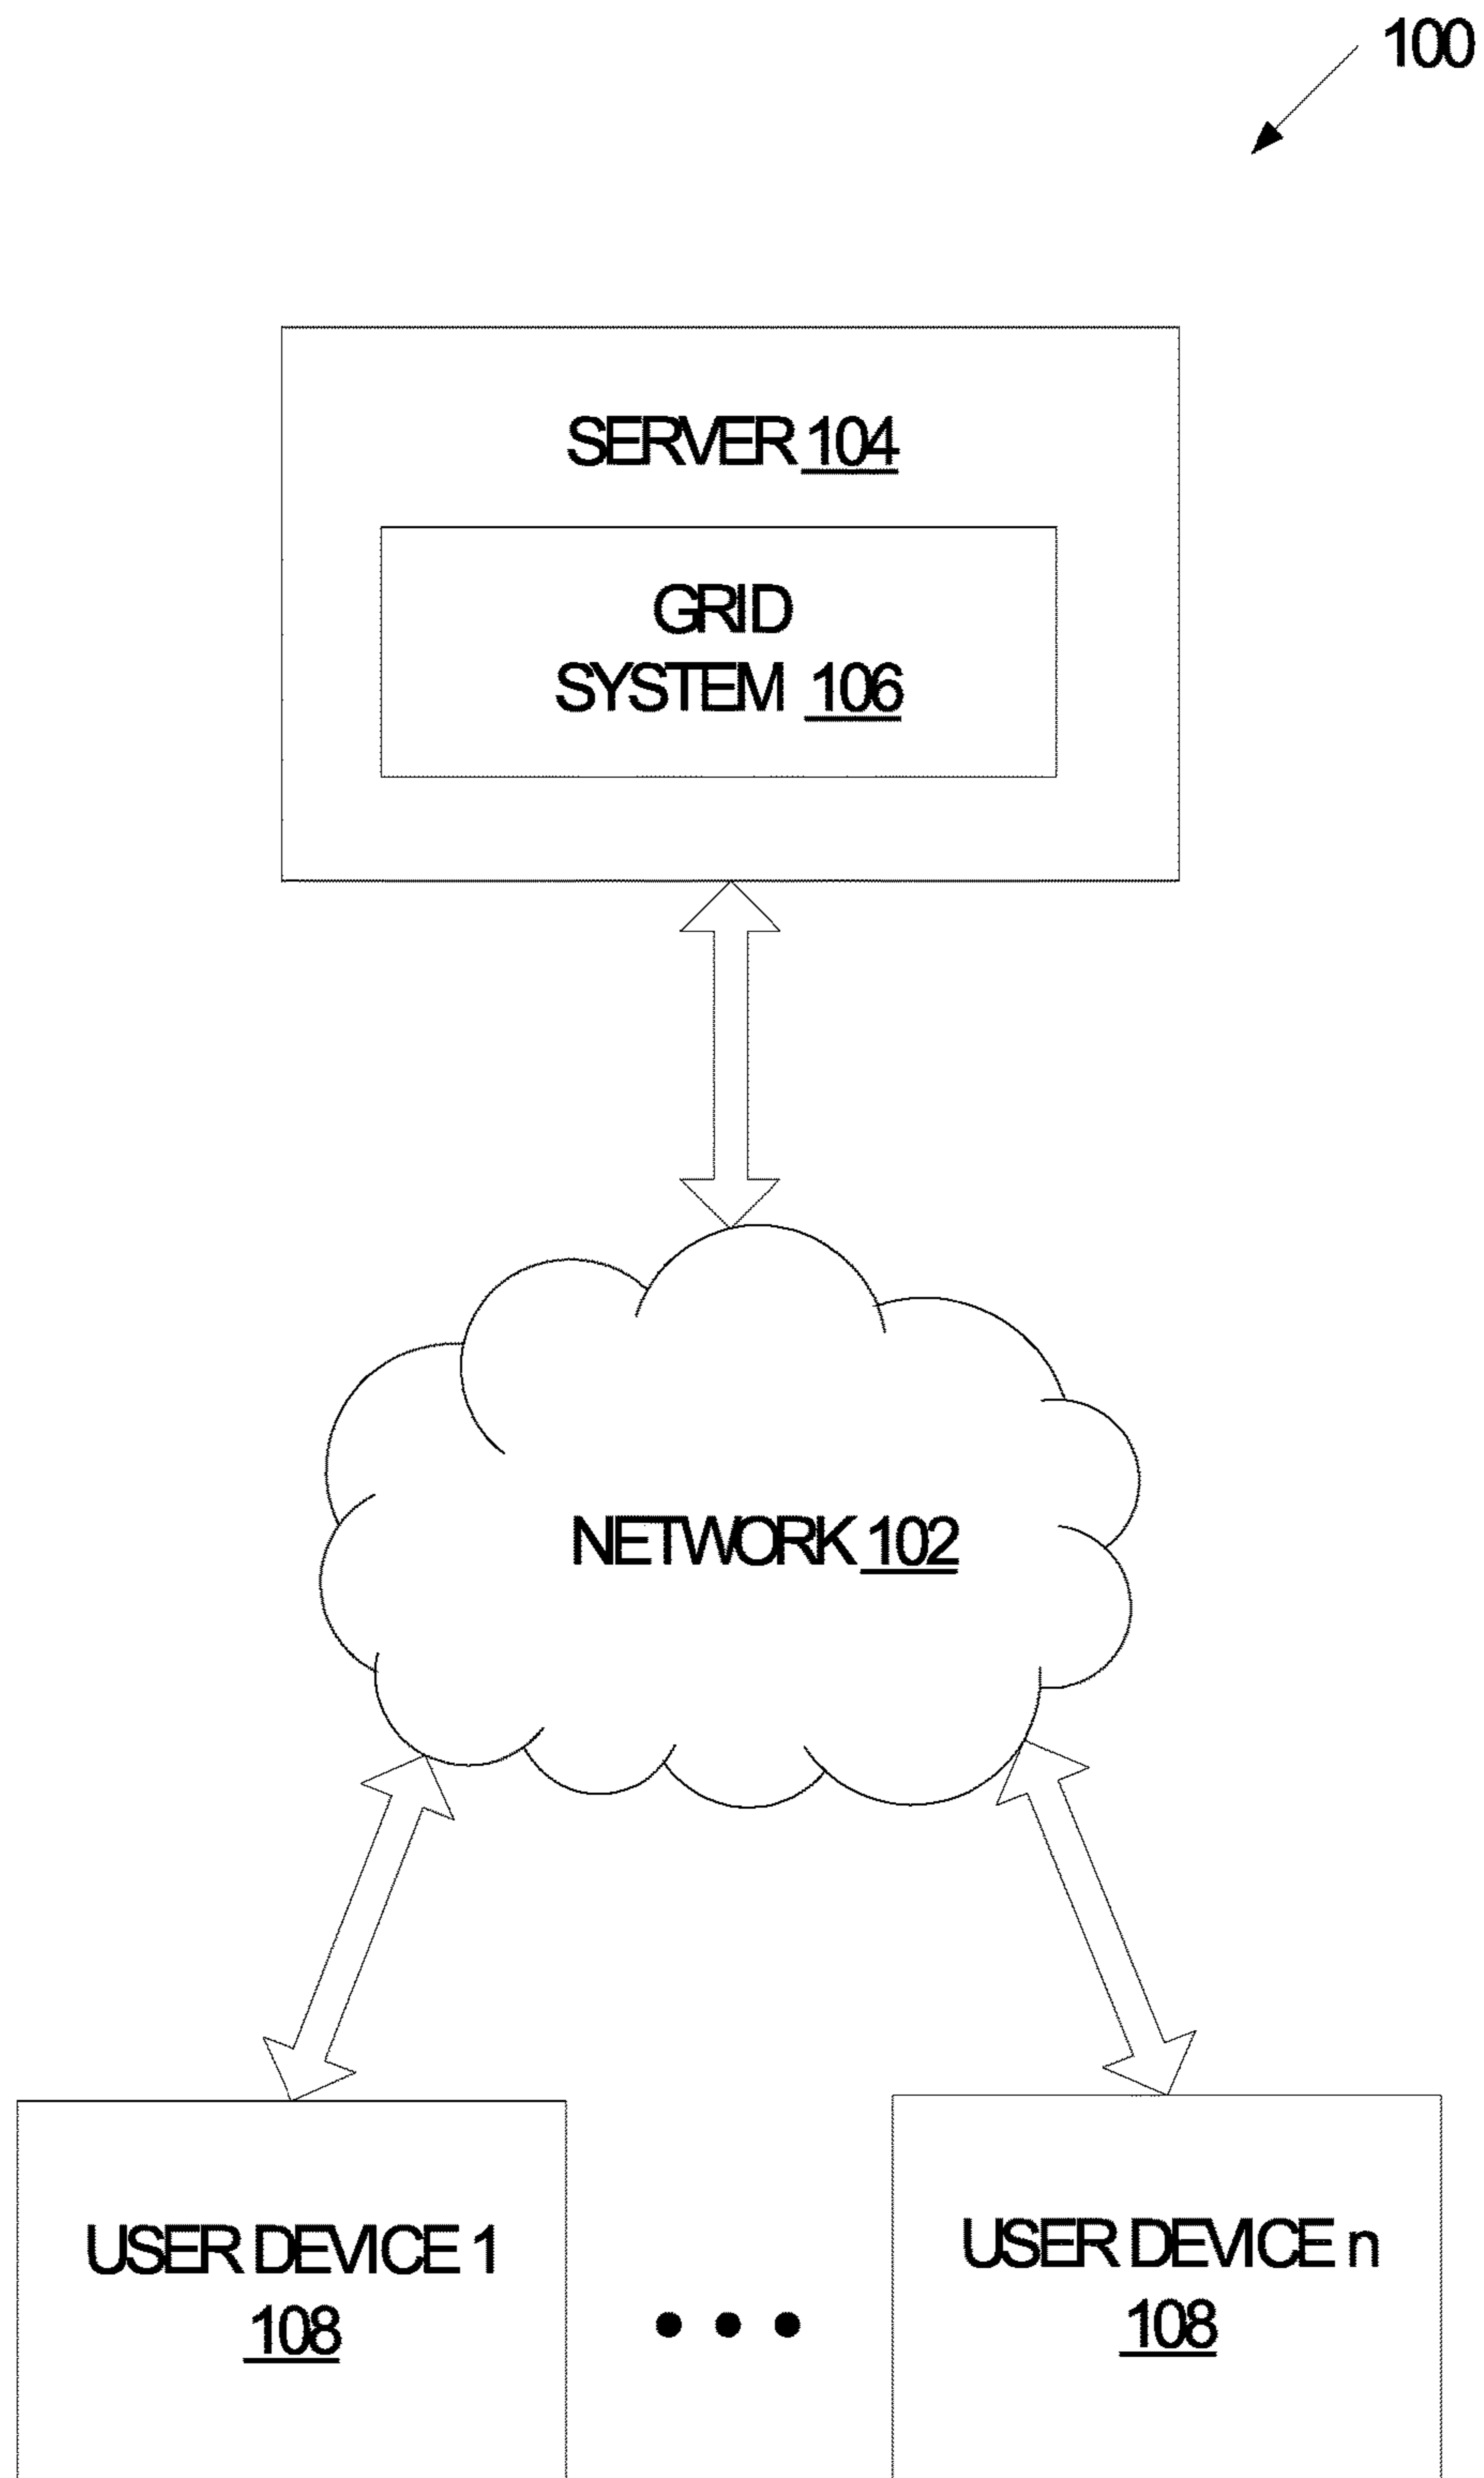 100
SERVER 104
GRID
SYSTEM 106
NETWORK 102
USER DEVICE 1
108
USER DEVICE n
108